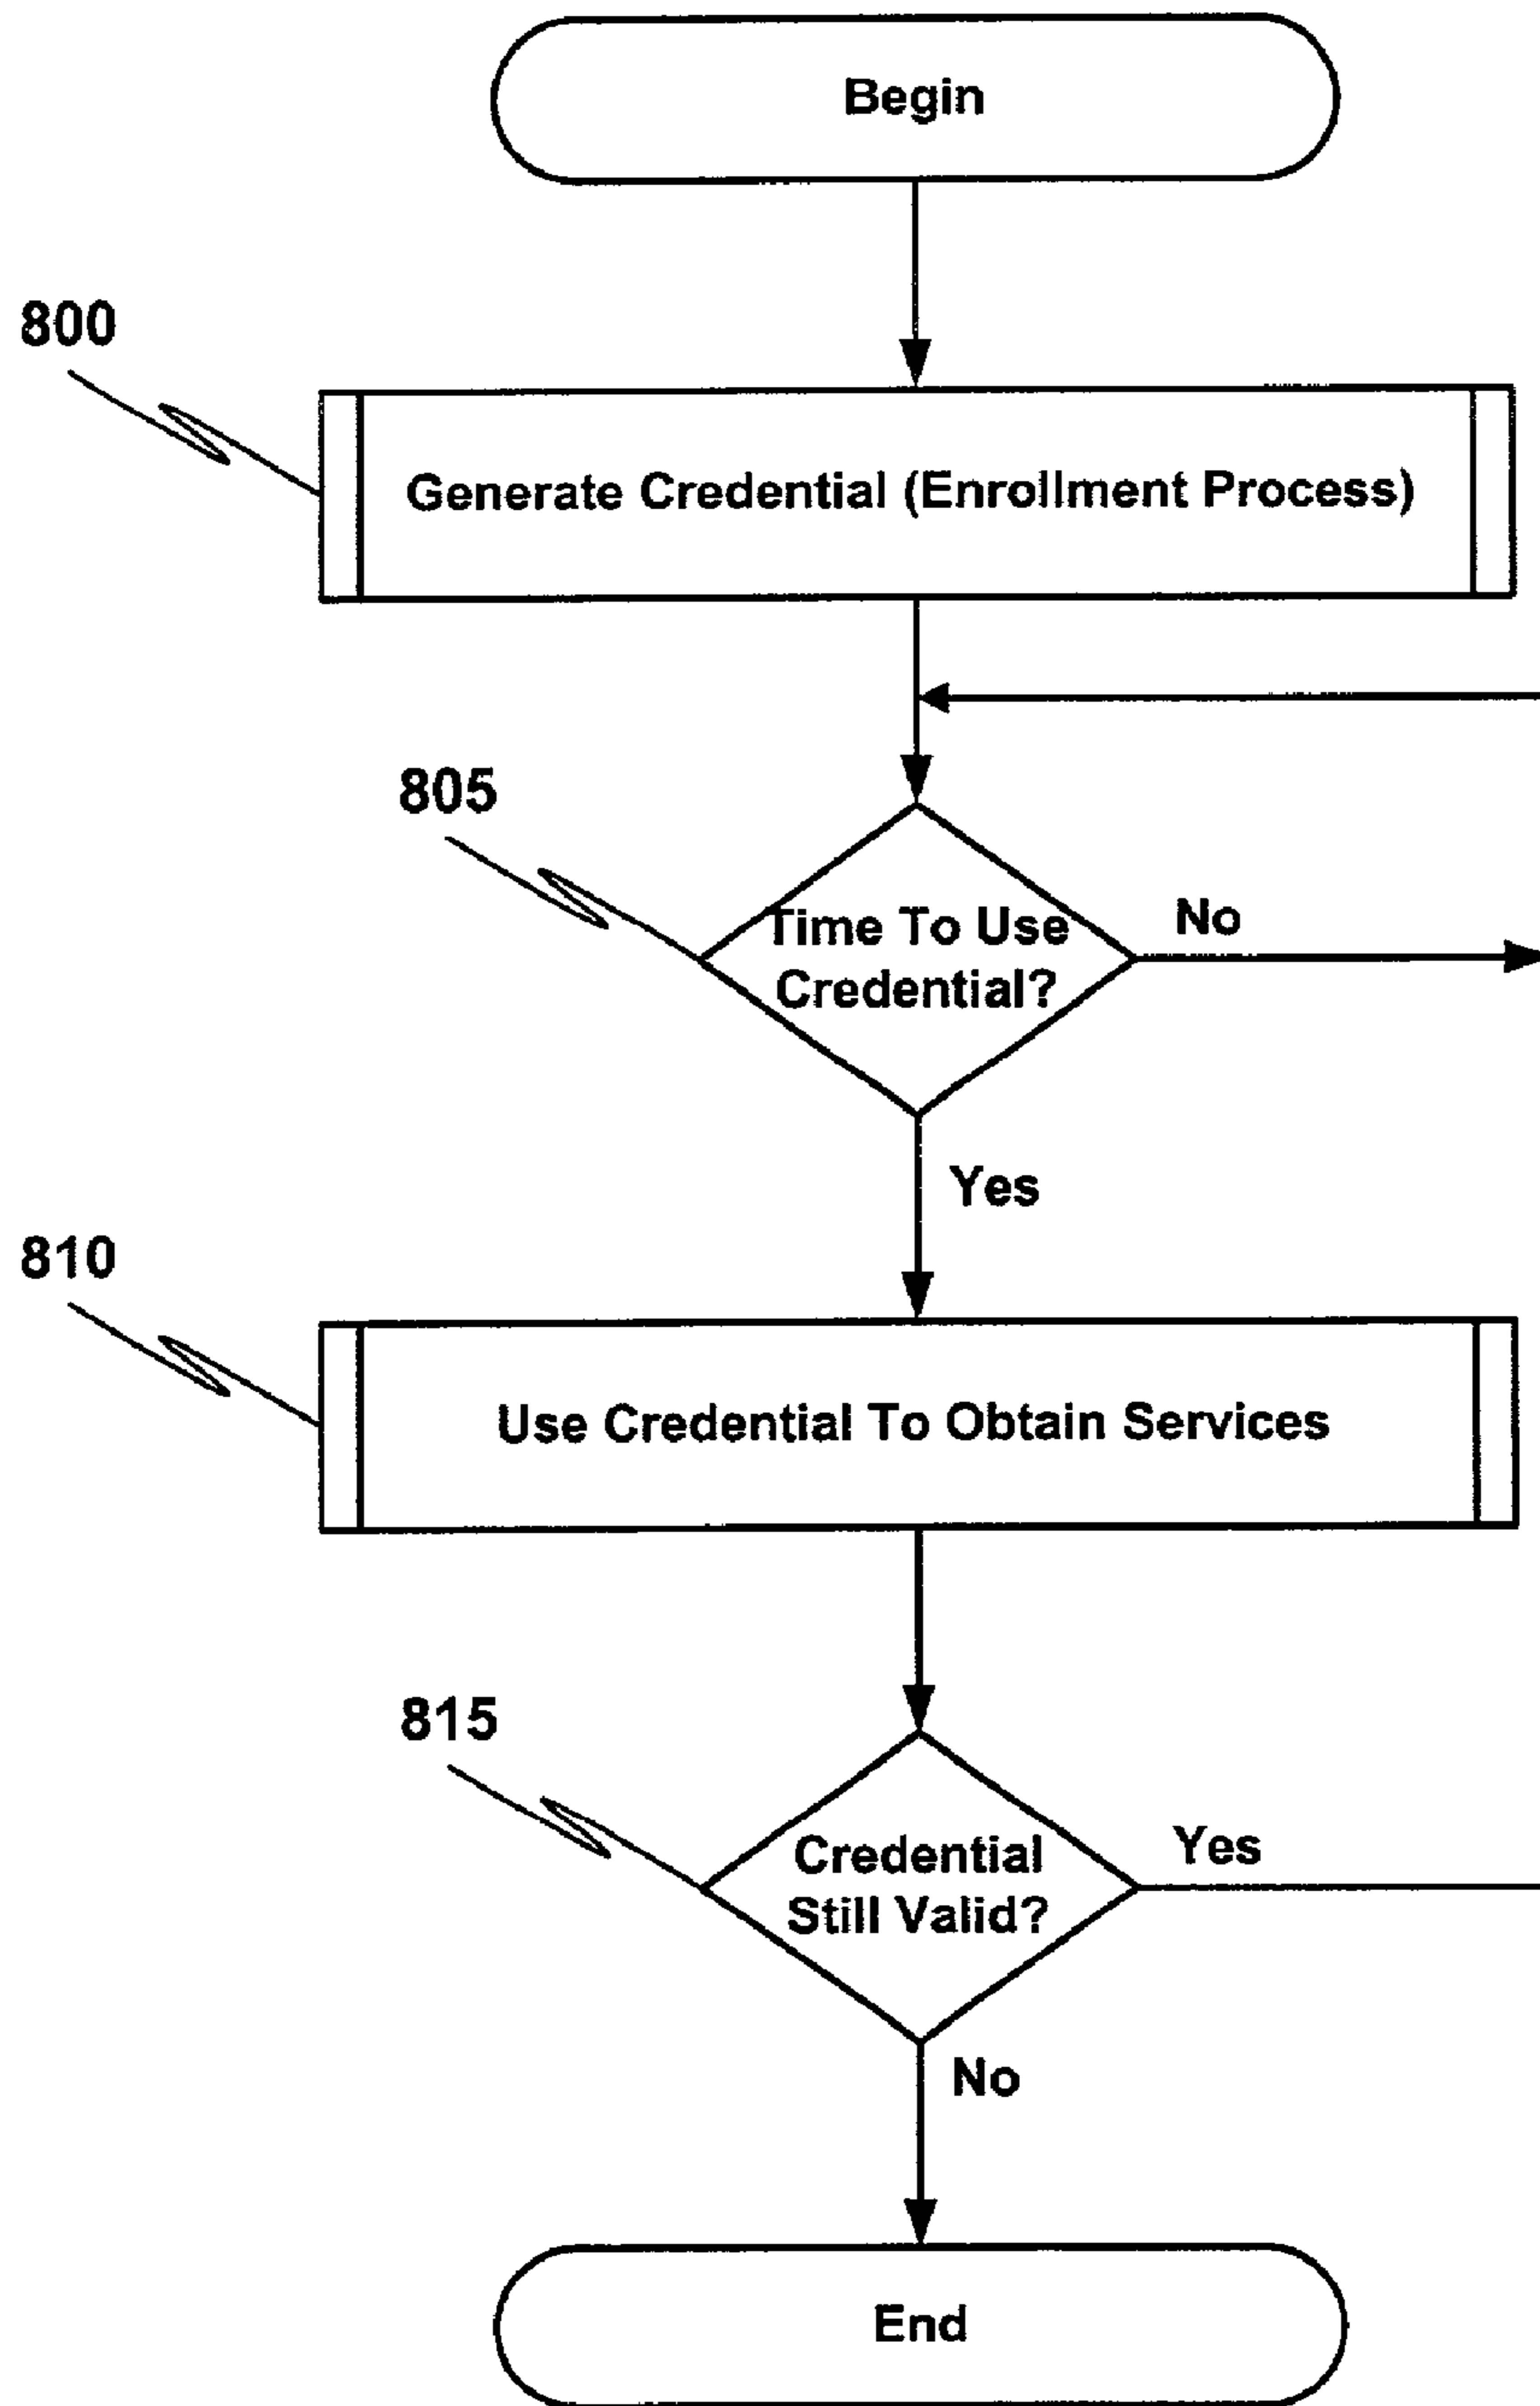 Begin
800
Generate Credential (Enrollment Process)
805
Time To Use
Credential?
No
Yes
810
Use Credential To Obtain Services
815
Credential
Still Valid?
Yes
No
End